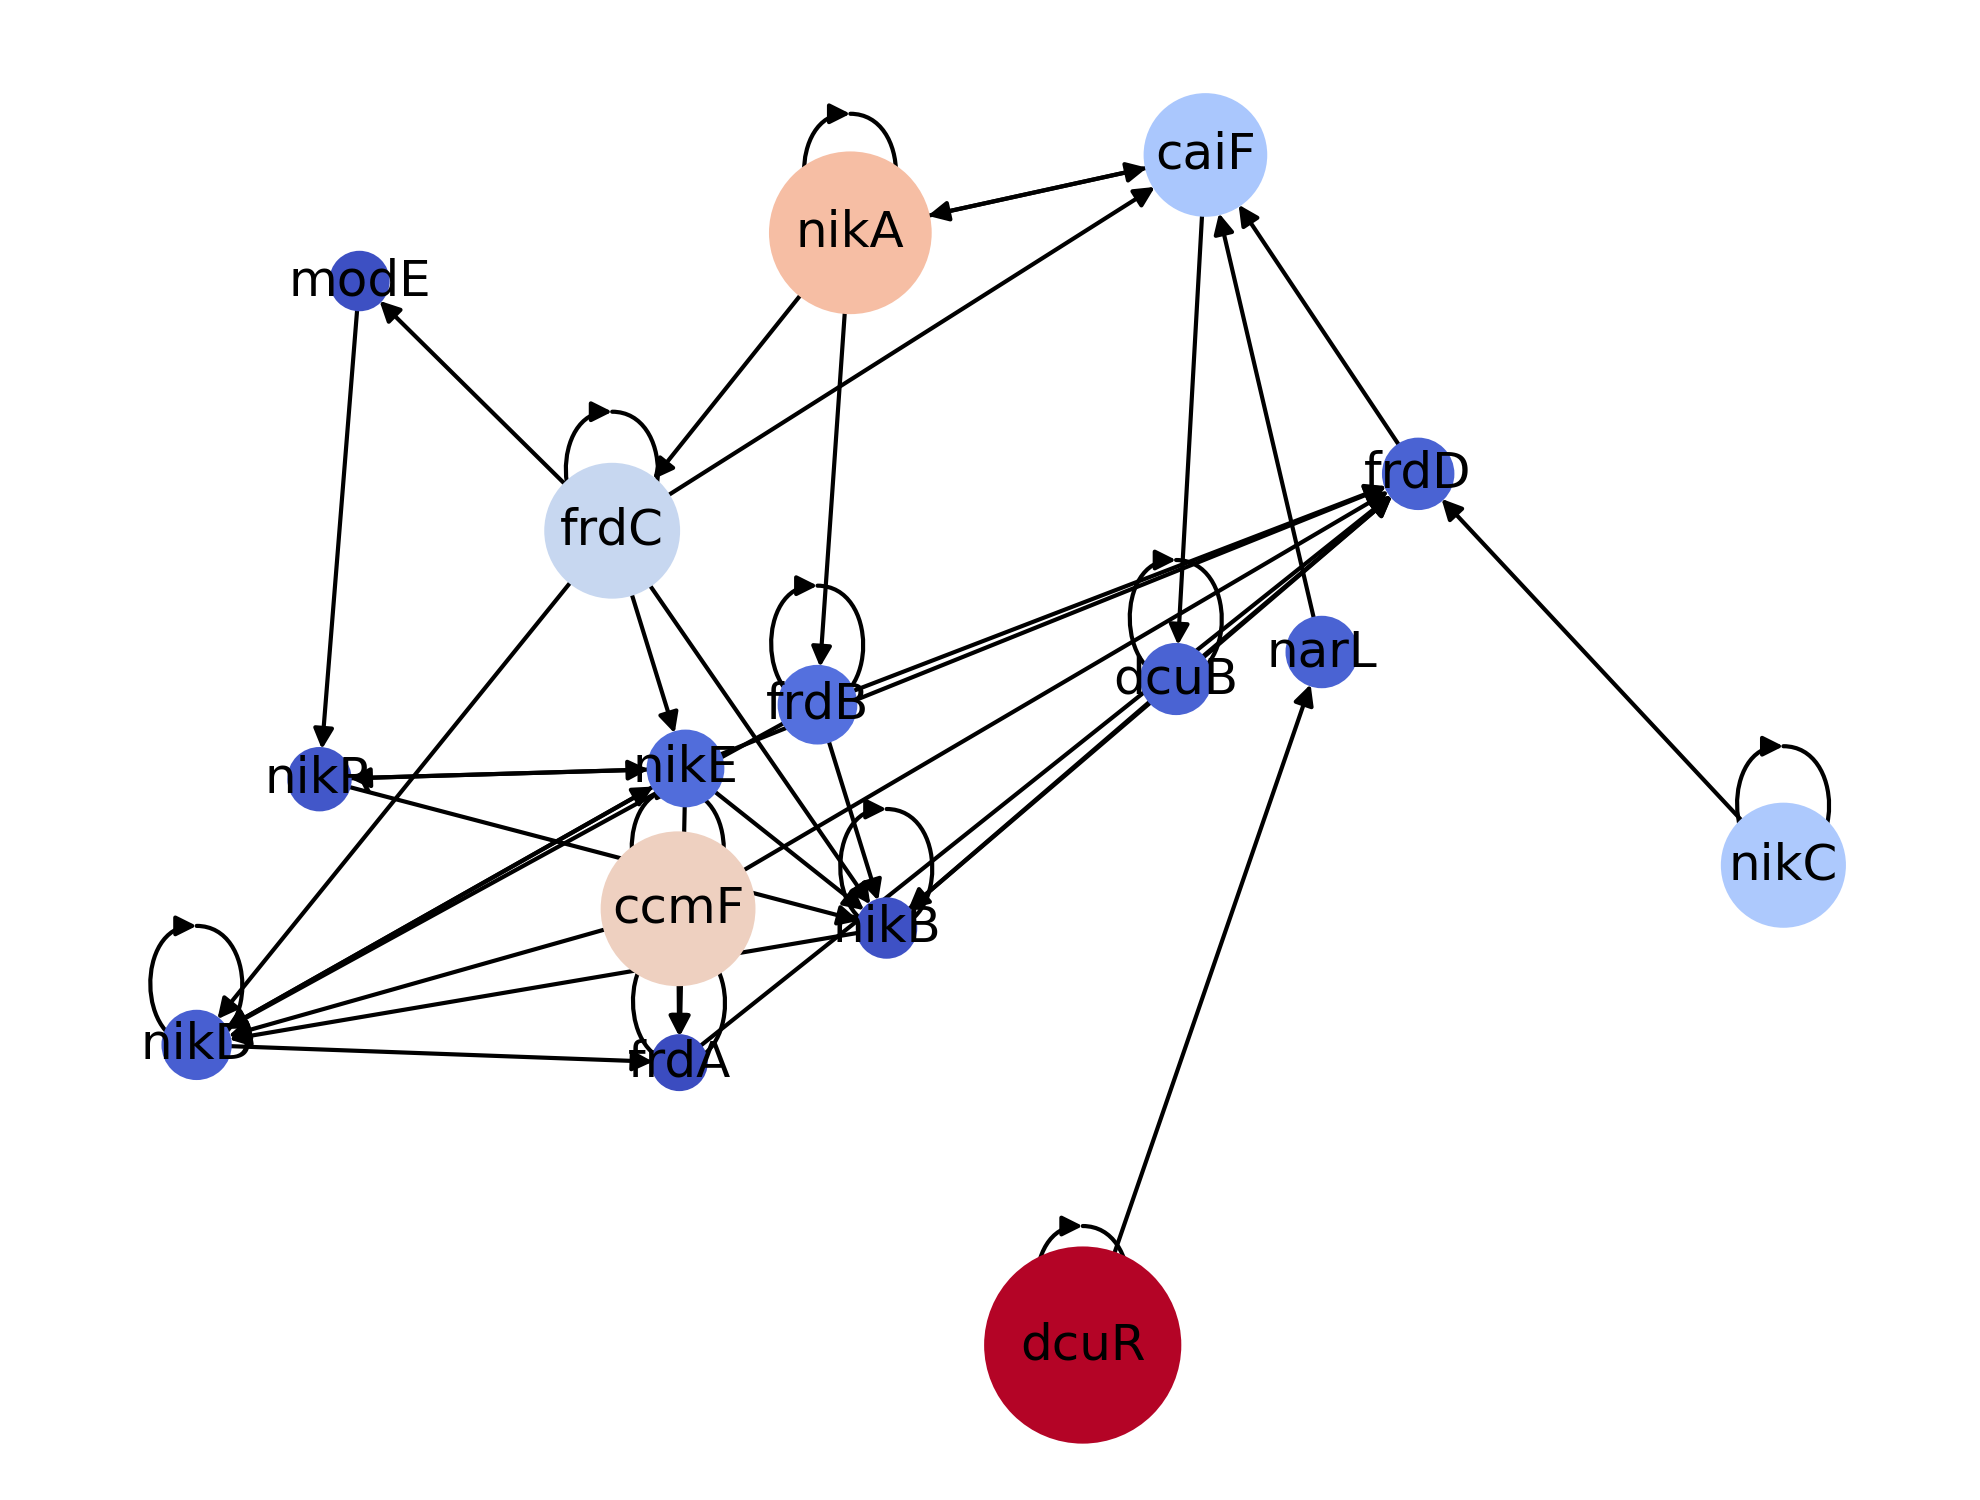 caiF
nikA
modE
frdD
frdC
narL
dcuB
frdB
nikE
nikR
nikC
ccmF
nikB
nikD
frdA
dcuR